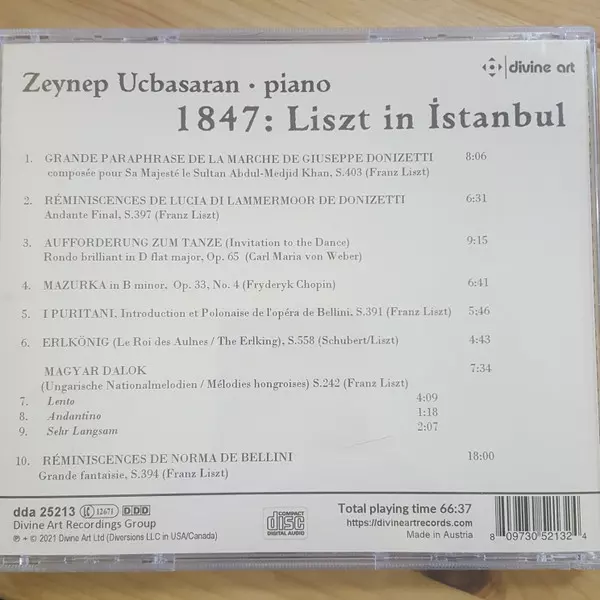 divine art
Zeynep Ucbasaran · piano
1847: Liszt in İstanbul
1. GRANDE PARAPHRASE DE LA MARCHE DE GIUSEPPE DONIZETTI 8:06
composée pour Sa Majesté le Sultan Abdul-Medjid Khan, S.403 (Franz Liszt)
2. RÉMINISCENCES DE LUCIA DI LAMMERMOOR DE DONIZETTI 6:31
Andante Final, S.397 (Franz Liszt)
3. AUFFORDERUNG ZUM TANZE (Invitation to the Dance) 9:15
Rondo brilliant in D flat major, Op. 65 (Carl Maria von Weber)
4. MAZURKA in B minor, Op. 33, No. 4 (Fryderyk Chopin) 6:41
5. I PURITANI, Introduction et Polonaise de l'opéra de Bellini, S.391 (Franz Liszt) 5;46
6. ERLKÖNIG (Le Roi des Aulnes / The Erlking), S.558 (Schubert/Liszt) 4:43
MAGYAR DALOK 7:34
(Ungarische Nationalmelodien / Mélodies hongroises) S.242 (Franz Liszt)
7. Lento 4:09
8. Andantino 1:18
9. Sehr Langsam 2:07
10. RÉMINISCENCES DE NORMA DE BELLINI 18:00
Grande fantaisie, S.394 (Franz Liszt)
dda 25213 LC 12671 DDD
Divine Art Recordings Group
℗ + © 2021 Divine Art Ltd (Diversions LLC in USA/Canada)
COMPACT
disc
DIGITAL AUDIO
Total playing time 66:37
https://divineartrecords.com
Made in Austria
8 09730 52132 4